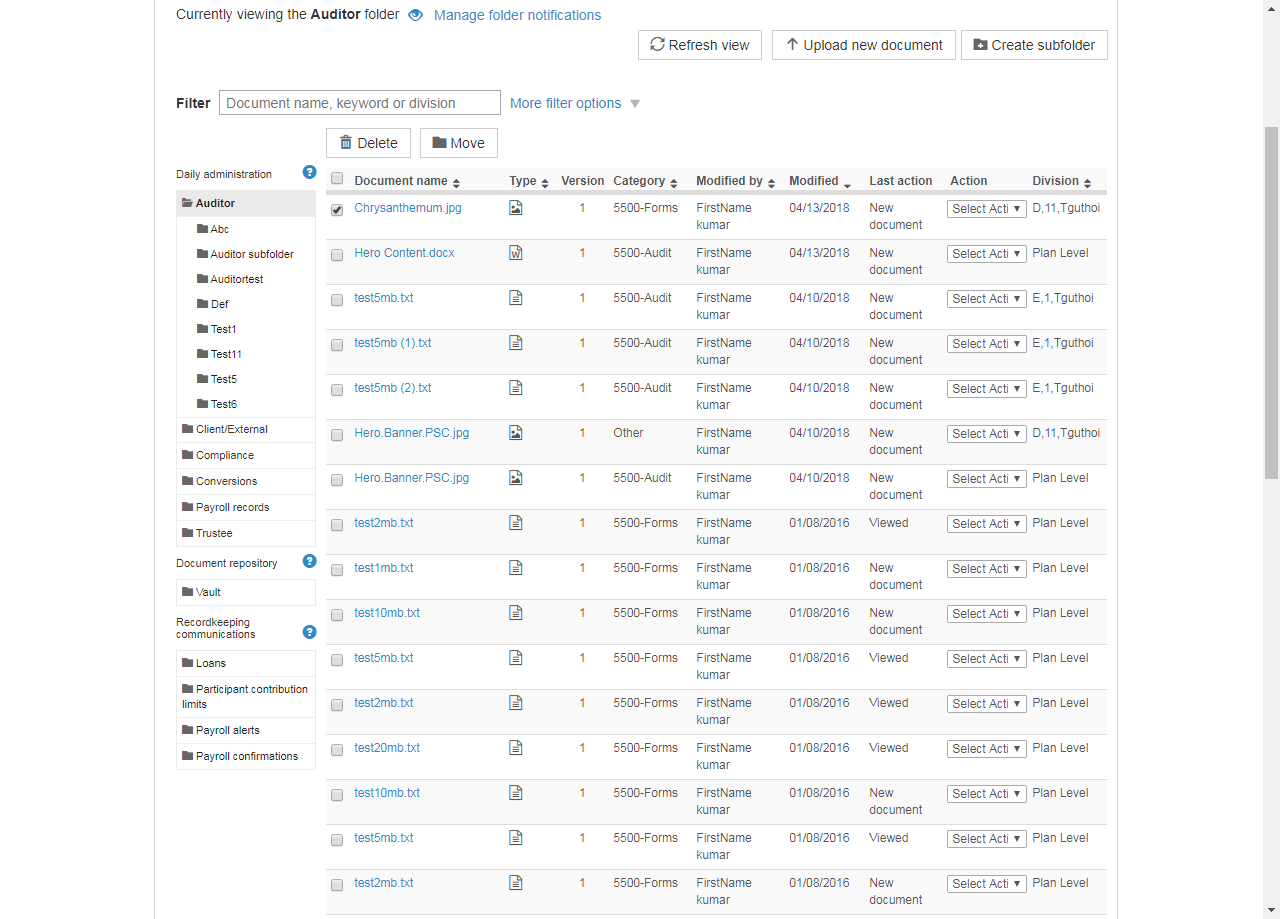 Currently viewing the Auditor folder Manage folder notifications
Refresh view Upload new document Create subfolder
Filter Document name, keyword or division More filter options
Delete Move
Daily administration
Auditor
Abc
Auditor subfolder
Auditortest
Def
Test1
Test11
Test5
Test6
Client/External
Compliance
Conversions
Payroll records
Trustee
Document repository
Vault
Recordkeeping
communications
Loans
Participant contribution
limits
Payroll alerts
Payroll confirmations
Document name Type Version Category Modified by Modified Last action Action Division
Chrysanthemum.jpg 1 5500-Forms FirstName 04/13/2018 New Select Acti D,11,Tguthoi
kumar document
Hero Content.docx 1 5500-Audit FirstName 04/13/2018 New Select Acti Plan Level
kumar document
test5mb.txt 1 5500-Audit FirstName 04/10/2018 New Select Acti E,1,Tguthoi
kumar document
test5mb (1).txt 1 5500-Audit FirstName 04/10/2018 New Select Acti E,1,Tguthoi
kumar document
test5mb (2).txt 1 5500-Audit FirstName 04/10/2018 New Select Acti E,1,Tguthoi
kumar document
Hero.Banner.PSC.jpg 1 Other FirstName 04/10/2018 New Select Acti D,11,Tguthoi
kumar document
Hero.Banner.PSC.jpg 1 5500-Audit FirstName 04/10/2018 New Select Acti Plan Level
kumar document
test2mb.txt 1 5500-Forms FirstName 01/08/2016 Viewed Select Acti Plan Level
kumar
test1mb.txt 1 5500-Forms FirstName 01/08/2016 New Select Acti Plan Level
kumar document
test10mb.txt 1 5500-Forms FirstName 01/08/2016 New Select Acti Plan Level
kumar document
test5mb.txt 1 5500-Forms FirstName 01/08/2016 Viewed Select Acti Plan Level
kumar
test2mb.txt 1 5500-Forms FirstName 01/08/2016 Viewed Select Acti Plan Level
kumar
test20mb.txt 1 5500-Forms FirstName 01/08/2016 Viewed Select Acti Plan Level
kumar
test10mb.txt 1 5500-Forms FirstName 01/08/2016 New Select Acti Plan Level
kumar document
test5mb.txt 1 5500-Forms FirstName 01/08/2016 Viewed Select Acti Plan Level
kumar
test2mb.txt 1 5500-Forms FirstName 01/08/2016 New Select Acti Plan Level
kumar document